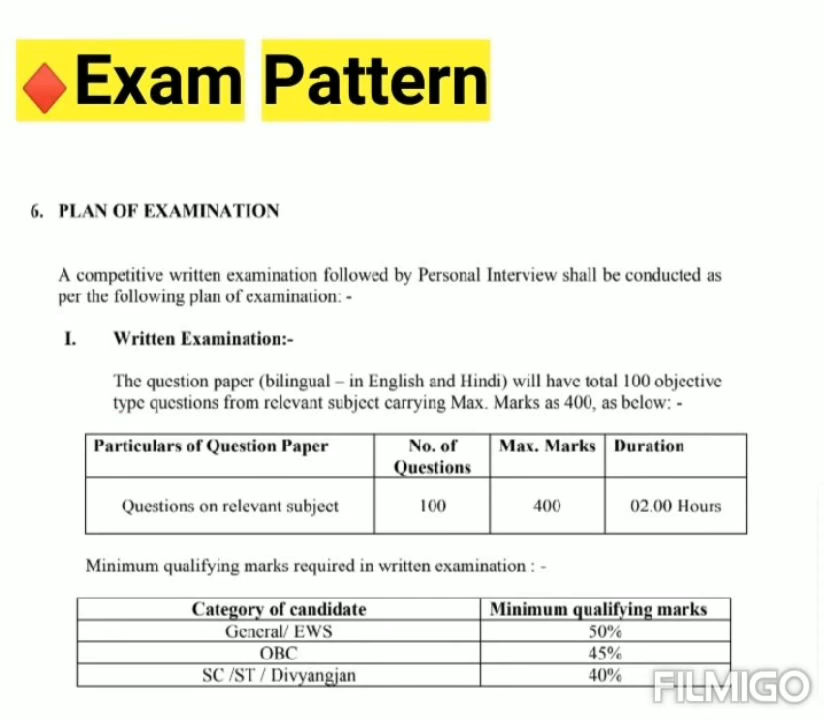 Exam Pattern
6. PLAN OF EXAMINATION
A competitive written examination followed by Personal Interview shall be conducted as
per the following plan of examination: -
I. Written Examination:-
The question paper (bilingual – in English and Hindi) will have total 100 objective
type questions from relevant subject carrying Max. Marks as 400, as below: -
Particulars of Question Paper No. of Questions Max. Marks Duration
Questions on relevant subject 100 400 02.00 Hours
Minimum qualifying marks required in written examination : -
Category of candidate Minimum qualifying marks
General/ EWS 50%
OBC 45%
SC /ST / Divyangjan 40%
FILMIGO